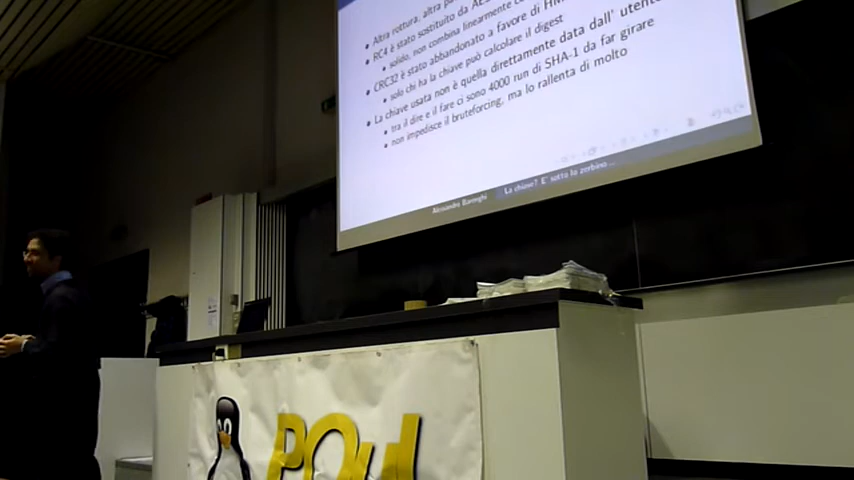 Altra rottura, altra
RC4 è stato sostituito da AES
solido, non combina linearmente
CRC32 è stato abbandonato a favore di
solo chi ha la chiave può calcolare il digest
La chiave usata non è quella direttamente data dall'utente
tra il dire e il fare ci sono 4000 run di SHA-1 da far girare
non impedisce il bruteforcing, ma lo rallenta di molto
Alessandro Barenghi
La chiave? E' sotto lo zerbino...
POul